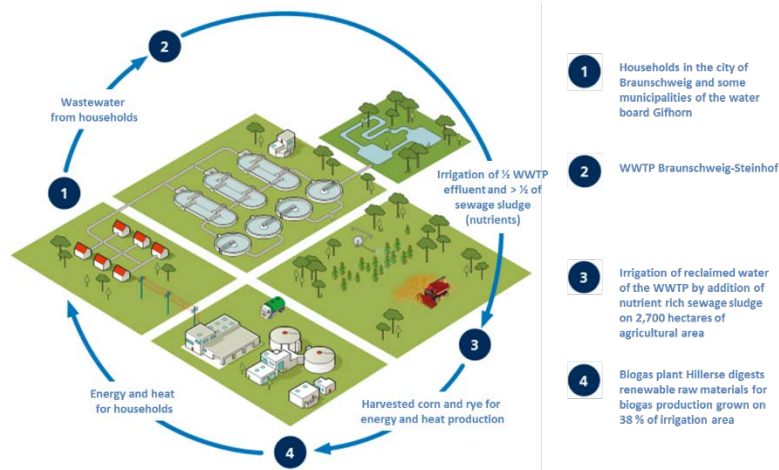 2
Wastewater
from households
1
Irrigation of ½ WWTP
effluent and > ½ of
sewage sludge
(nutrients)
3
Harvested corn and rye for
energy and heat production
4
Energy and heat
for households
1
Households in the city of
Braunschweig and some
municipalities of the water
board Gifhorn
2
WWTP Braunschweig-Steinhof
3
Irrigation of reclaimed water
of the WWTP by addition of
nutrient rich sewage sludge
on 2,700 hectares of
agricultural area
4
Biogas plant Hillerse digests
renewable raw materials for
biogas production grown on
38 % of irrigation area